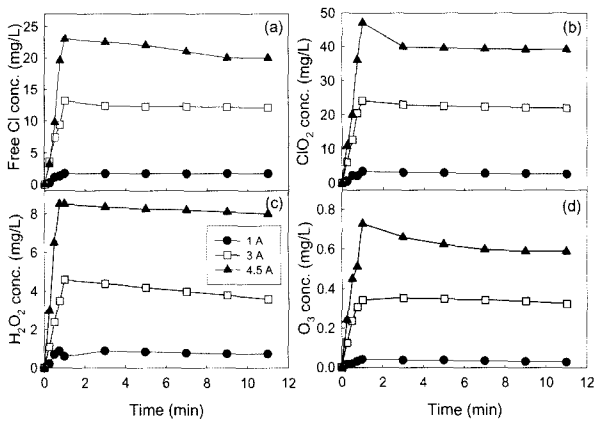 (a)
Free Cl conc. (mg/L)
25
20
15
10
5
0
(b)
ClO2 conc. (mg/L)
50
40
30
20
10
0
(c)
H2O2 conc. (mg/L)
8
6
4
2
0
1 A
3 A
4.5 A
0 2 4 6 8 10 12
Time (min)
(d)
O3 conc. (mg/L)
0.8
0.6
0.4
0.2
0.0
0 2 4 6 8 10 12
Time (min)